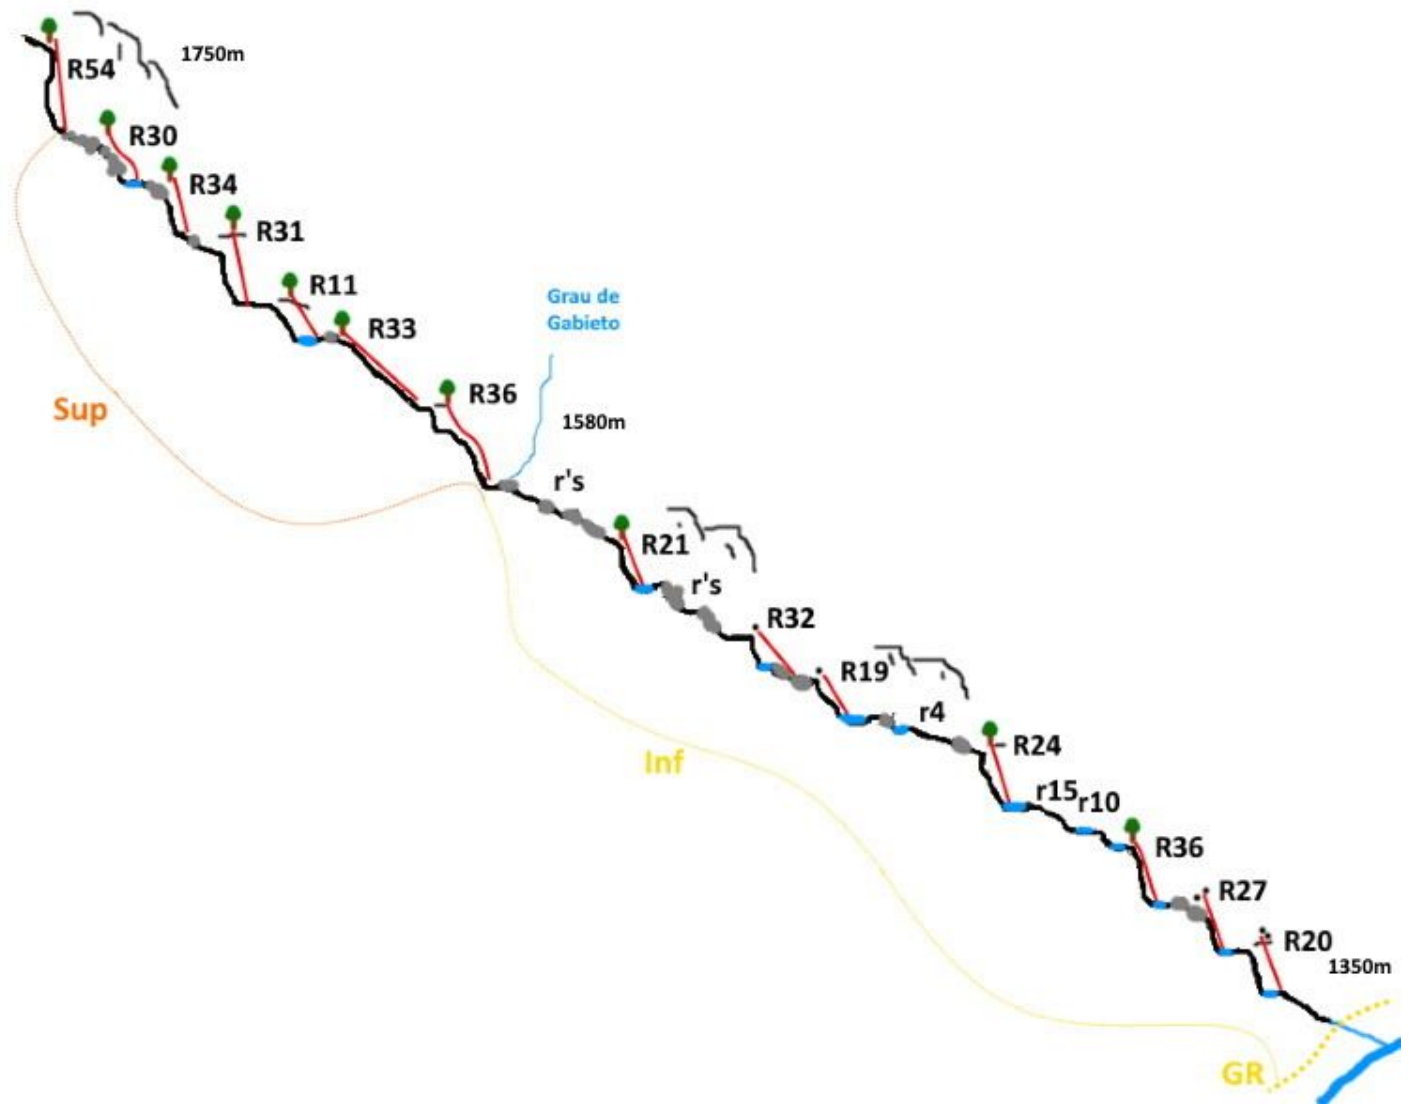 1750m
R54
R30
R34
R31
R11
Grau de
Gabieto
R33
R36
Sup
1580m
r's
R21
r's
R32
R19
r4
R24
Inf
r15
r10
R36
R27
R20
1350m
GR